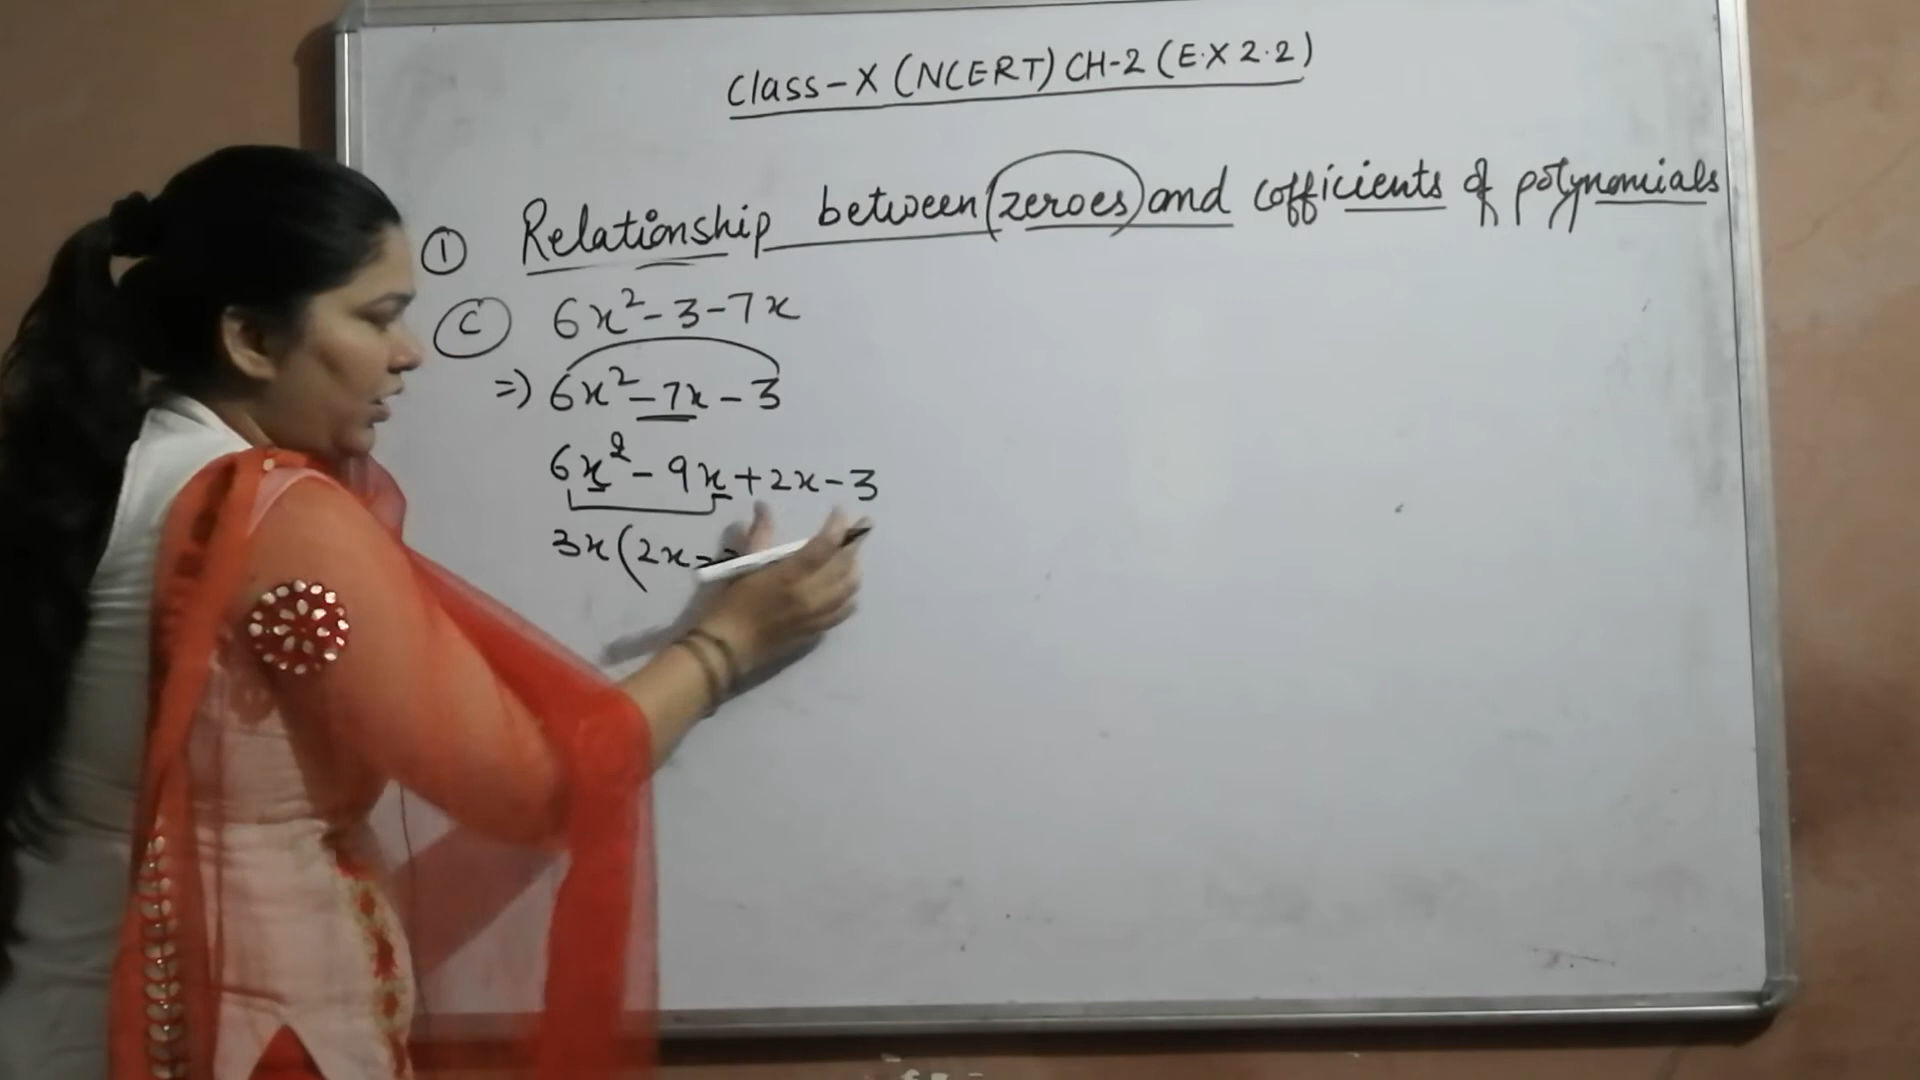 Class-X (NCERT) CH-2 (E.X 2.2)
① Relationship between (zeroes) and cofficients of polynomials
Ⓒ 6x² - 3 - 7x
=) 6x² - 7x - 3
6x² - 9x + 2x - 3
3x(2x -